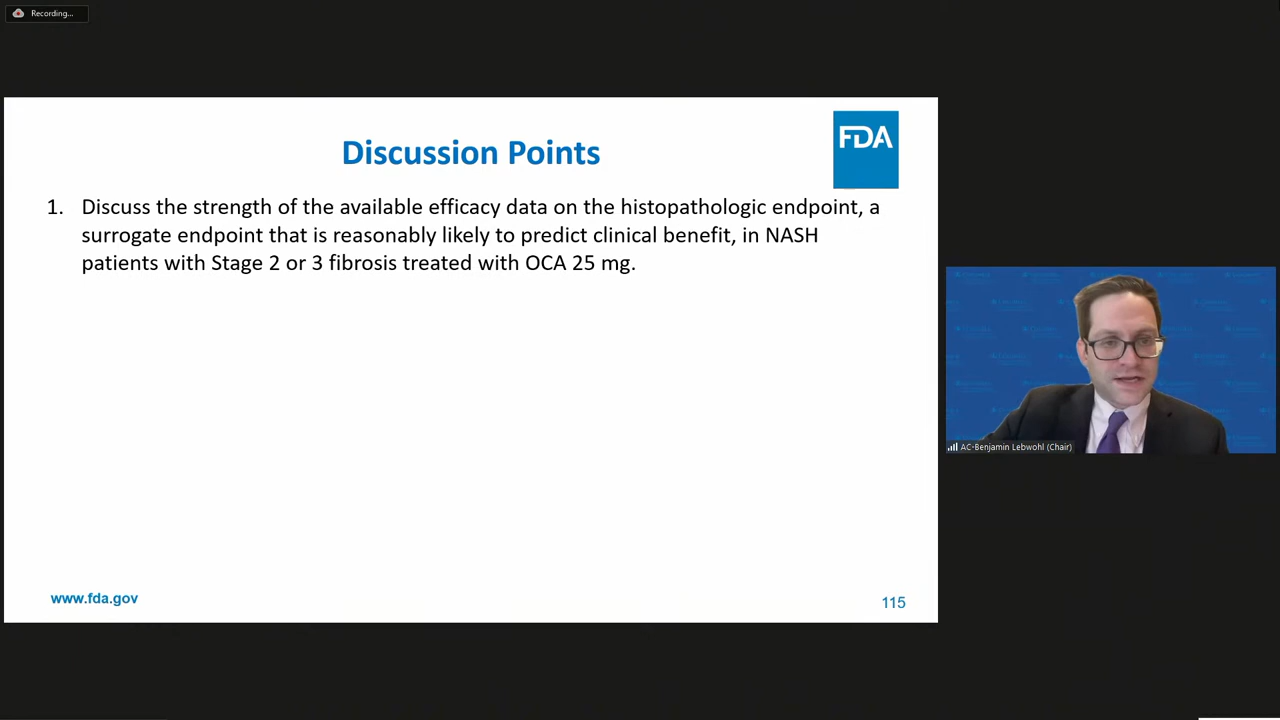 Recording...
Discussion Points
FDA
1. Discuss the strength of the available efficacy data on the histopathologic endpoint, a
surrogate endpoint that is reasonably likely to predict clinical benefit, in NASH
patients with Stage 2 or 3 fibrosis treated with OCA 25 mg.
AC-Benjamin Lebwohl (Chair)
www.fda.gov
115